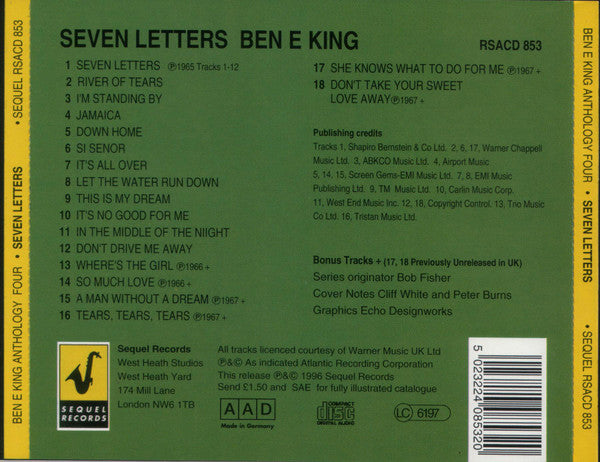 SEVEN LETTERS BEN E KING
RSACD 853
1 SEVEN LETTERS ℗1965 Tracks 1-12
2 RIVER OF TEARS
3 I'M STANDING BY
4 JAMAICA
5 DOWN HOME
6 SI SENOR
7 IT'S ALL OVER
8 LET THE WATER RUN DOWN
9 THIS IS MY DREAM
10 IT'S NO GOOD FOR ME
11 IN THE MIDDLE OF THE NIIGHT
12 DON'T DRIVE ME AWAY
13 WHERE'S THE GIRL ℗1966 +
14 SO MUCH LOVE ℗1966 +
15 A MAN WITHOUT A DREAM ℗1967 +
16 TEARS, TEARS, TEARS ℗1967 +
17 SHE KNOWS WHAT TO DO FOR ME ℗1967 +
18 DON'T TAKE YOUR SWEET
LOVE AWAY ℗1967 +
Publishing credits
Tracks 1, Shapiro Bernstein & Co Ltd. 2, 6, 17, Warner Chappell
Music Ltd. 3, ABKCO Music Ltd. 4, Airport Music
5, 14, 15, Screen Gems-EMI Music Ltd. 7, 8, EMI Music
Publishing Ltd. 9, TM Music Ltd. 10, Carlin Music Corp.
11, West End Music Inc. 12, 18, Copyright Control. 13, Trio Music
Co Ltd. 16, Tristan Music Ltd.
Bonus Tracks + (17, 18 Previously Unreleased in UK)
Series originator Bob Fisher
Cover Notes Cliff White and Peter Burns
Graphics Echo Designworks
SEQUEL
RECORDS
Sequel Records
West Heath Studios
West Heath Yard
174 Mill Lane
London NW6 1TB
All tracks licenced courtesy of Warner Music UK Ltd
℗&© As indicated Atlantic Recording Corporation
This release ℗&© 1996 Sequel Records
Send £1.50 and SAE for fully illustrated catalogue
AAD
Made in Germany
COMPACT
disc
DIGITAL AUDIO
LC 6197
5 023224 085320
BEN E KING ANTHOLOGY FOUR • SEVEN LETTERS • SEQUEL RSACD 853
BEN E KING ANTHOLOGY FOUR • SEVEN LETTERS • SEQUEL RSACD 853